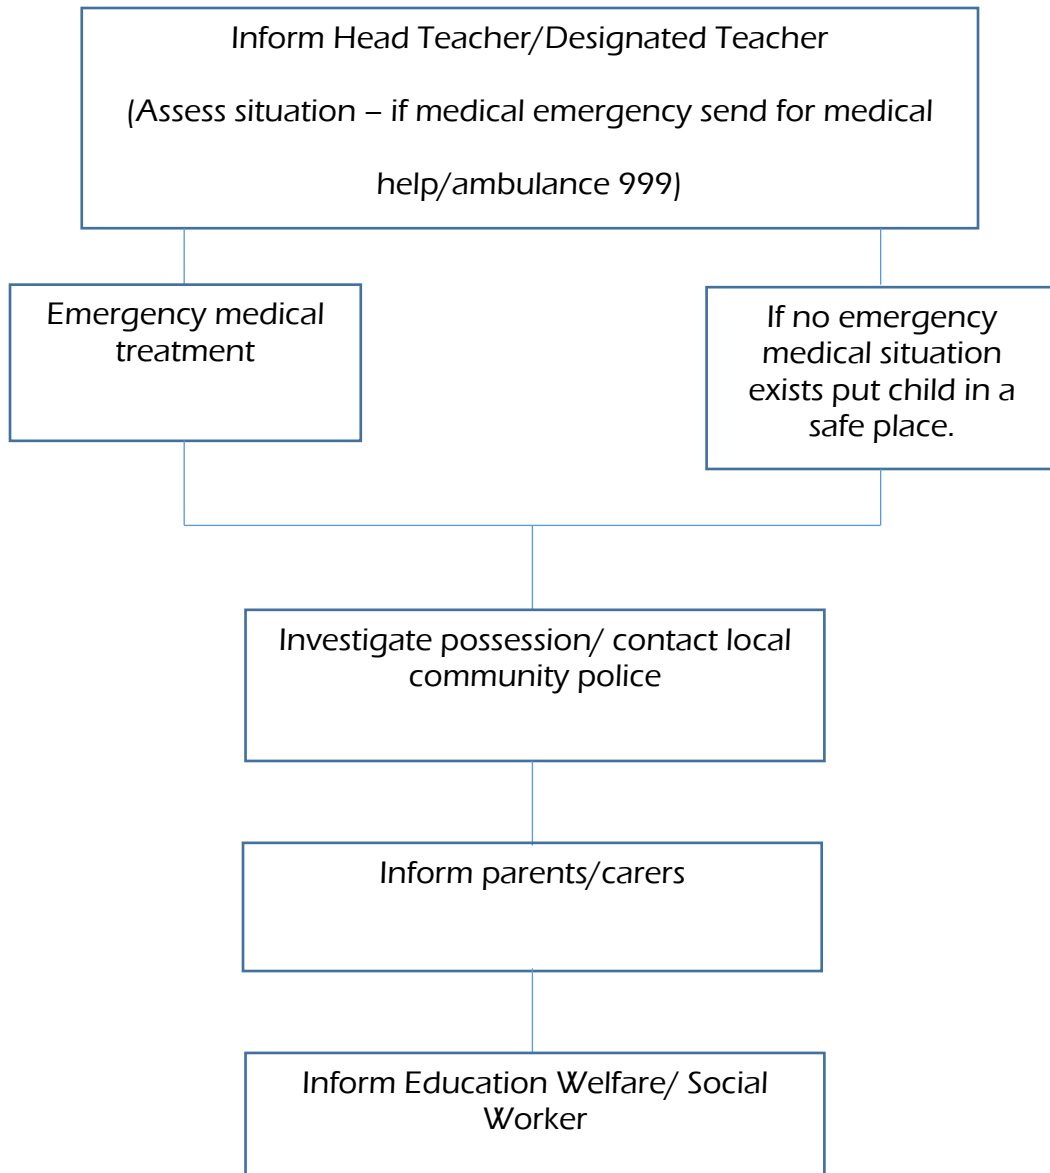 Inform Head Teacher/Designated Teacher
(Assess situation – if medical emergency send for medical
help/ambulance 999)
Emergency medical
treatment
If no emergency
medical situation
exists put child in a
safe place.
Investigate possession/ contact local
community police
Inform parents/carers
Inform Education Welfare/ Social
Worker